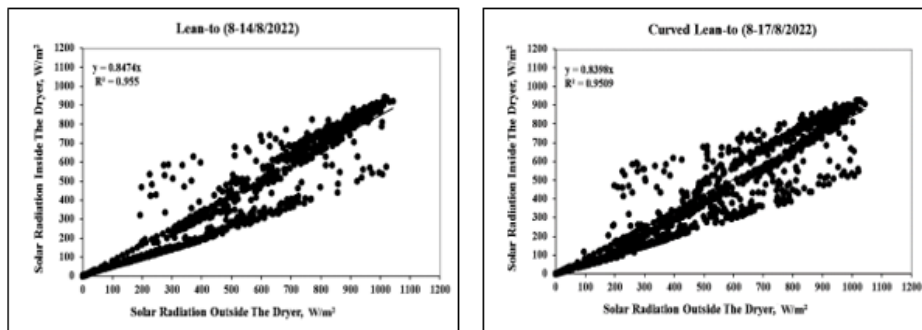 Lean-to (8-14/8/2022)
1200
1100
1000
900
800
700
600
500
400
300
200
100
0
y = 0.8474x
R² = 0.955
Solar Radiation Inside The Dryer, W/m²
0 100 200 300 400 500 600 700 800 900 1000 1100 1200
Solar Radiation Outside The Dryer, W/m²
Curved Lean-to (8-17/8/2022)
1200
1100
1000
900
800
700
600
500
400
300
200
100
0
y = 0.8398x
R² = 0.9509
Solar Radiation Inside The Dryer, W/m²
0 100 200 300 400 500 600 700 800 900 1000 1100 1200
Solar Radiation Outside The Dryer, W/m²